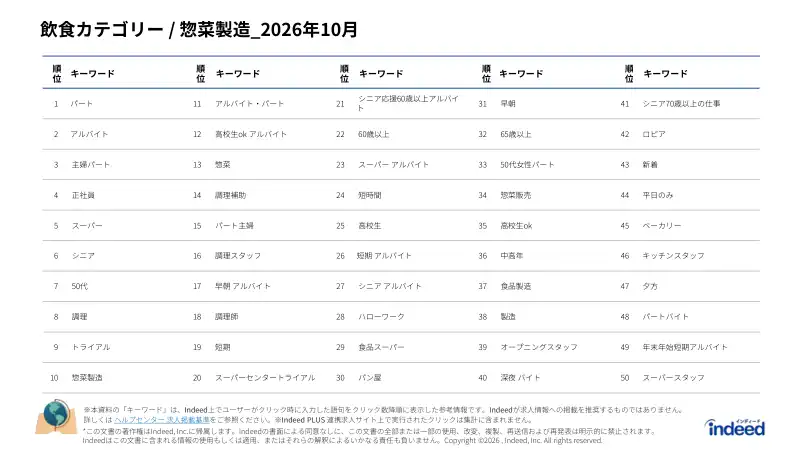 飲食カテゴリー / 惣菜製造_2026年10月
順位 キーワード 順位 キーワード 順位 キーワード 順位 キーワード 順位 キーワード
1 パート 11 アルバイト・パート 21 シニア応援60歳以上アルバイト 31 早朝 41 シニア70歳以上の仕事
2 アルバイト 12 高校生ok アルバイト 22 60歳以上 32 65歳以上 42 ロピア
3 主婦パート 13 惣菜 23 スーパー アルバイト 33 50代女性パート 43 新着
4 正社員 14 調理補助 24 短時間 34 惣菜販売 44 平日のみ
5 スーパー 15 パート主婦 25 高校生 35 高校生ok 45 ベーカリー
6 シニア 16 調理スタッフ 26 短期 アルバイト 36 中高年 46 キッチンスタッフ
7 50代 17 早朝 アルバイト 27 シニア アルバイト 37 食品製造 47 夕方
8 調理 18 調理師 28 ハローワーク 38 製造 48 パートバイト
9 トライアル 19 短期 29 食品スーパー 39 オープニングスタッフ 49 年末年始短期アルバイト
10 惣菜製造 20 スーパーセンタートライアル 30 パン屋 40 深夜 バイト 50 スーパースタッフ
※本資料の「キーワード」は、Indeed上でユーザーがクリック時に入力した語句をクリック数降順に表示した参考情報です。Indeedが求人情報への掲載を推奨するものではありません。
詳しくは ヘルプセンター 求人掲載基準をご参照ください。※Indeed PLUS 連携求人サイト上で実行されたクリックは集計に含まれません。
*この文書の著作権はIndeed, Inc.に帰属します。Indeedの書面による同意なしに、この文書の全部または一部の使用、改変、複製、再送信および再発表は明示的に禁止されます。
Indeedはこの文書に含まれる情報の使用もしくは適用、またはそれらの解釈によるいかなる責任も負いません。Copyright ©2026 , Indeed, Inc. All rights reserved.
インディード
indeed